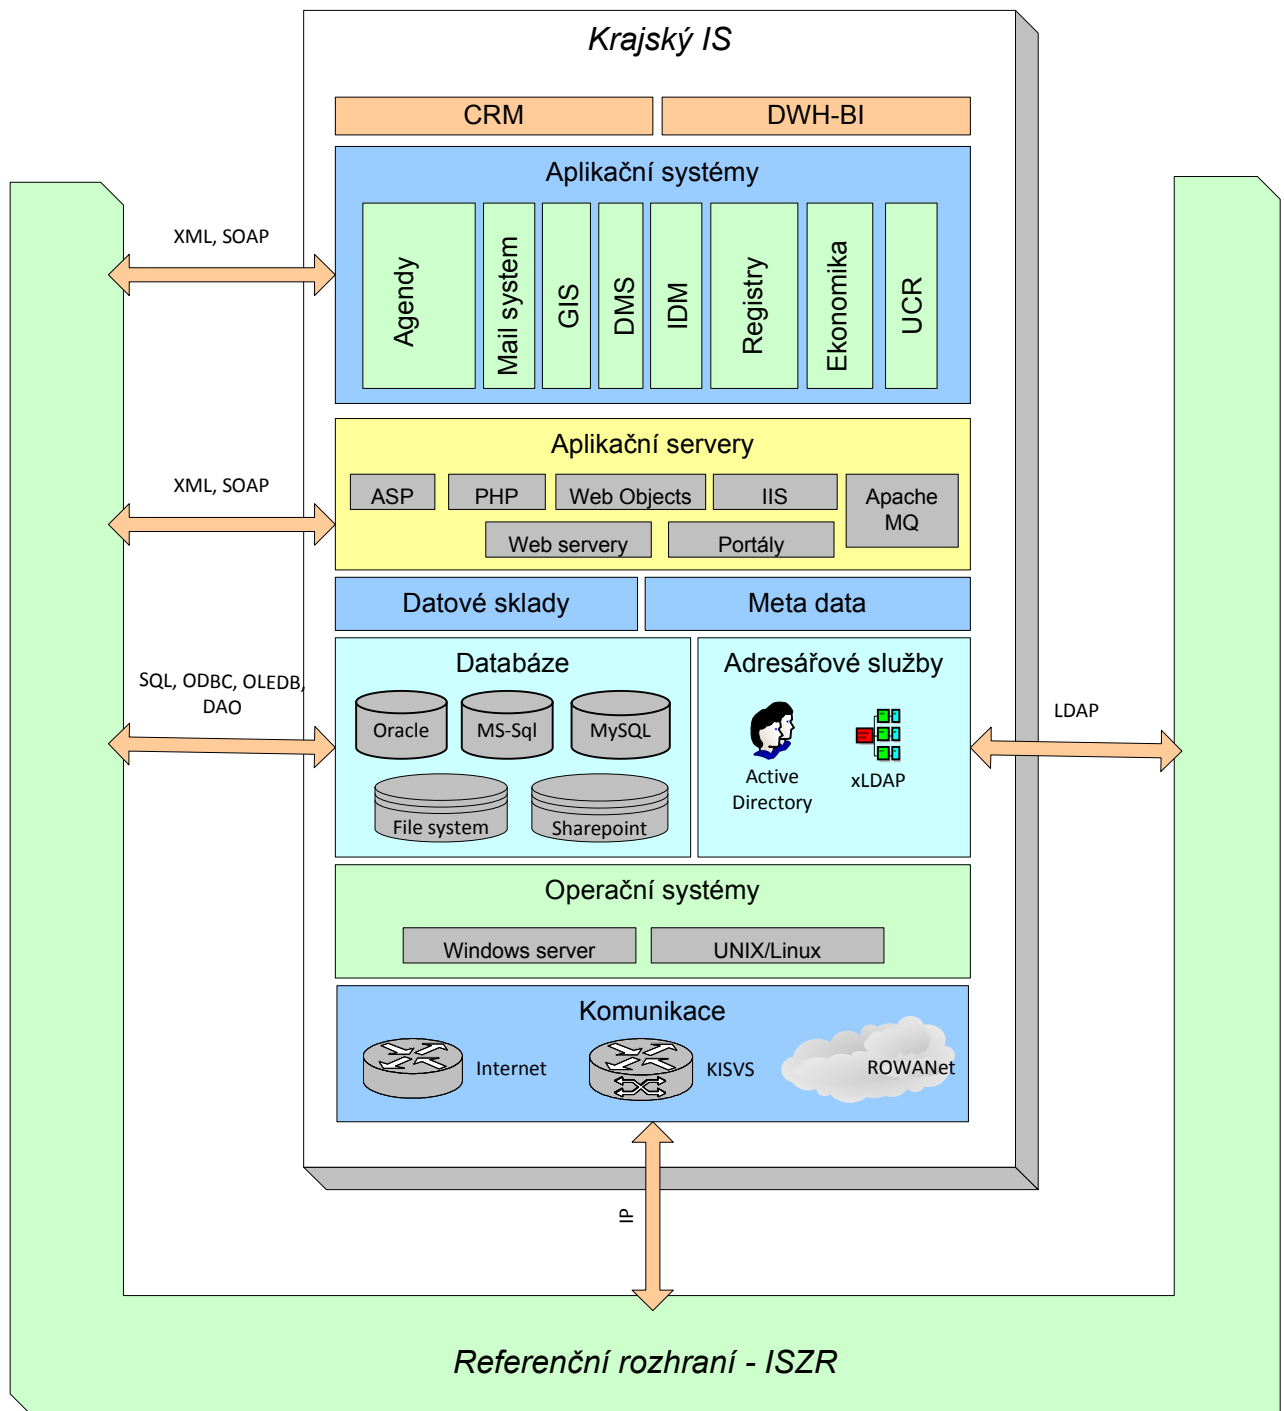 Krajský IS
CRM
DWH-BI
Aplikační systémy
XML, SOAP
Agendy
Mail system
GIS
DMS
IDM
Registry
Ekonomika
UCR
Aplikační servery
XML, SOAP
ASP
PHP
Web Objects
IIS
Apache
MQ
Web servery
Portály
Datové sklady
Meta data
Databáze
Adresářové služby
SQL, ODBC, OLEDB,
DAO
Oracle
MS-Sql
MySQL
File system
Sharepoint
Active
Directory
xLDAP
LDAP
Operační systémy
Windows server
UNIX/Linux
Komunikace
Internet
KISVS
ROWANet
IP
Referenční rozhraní - ISZR